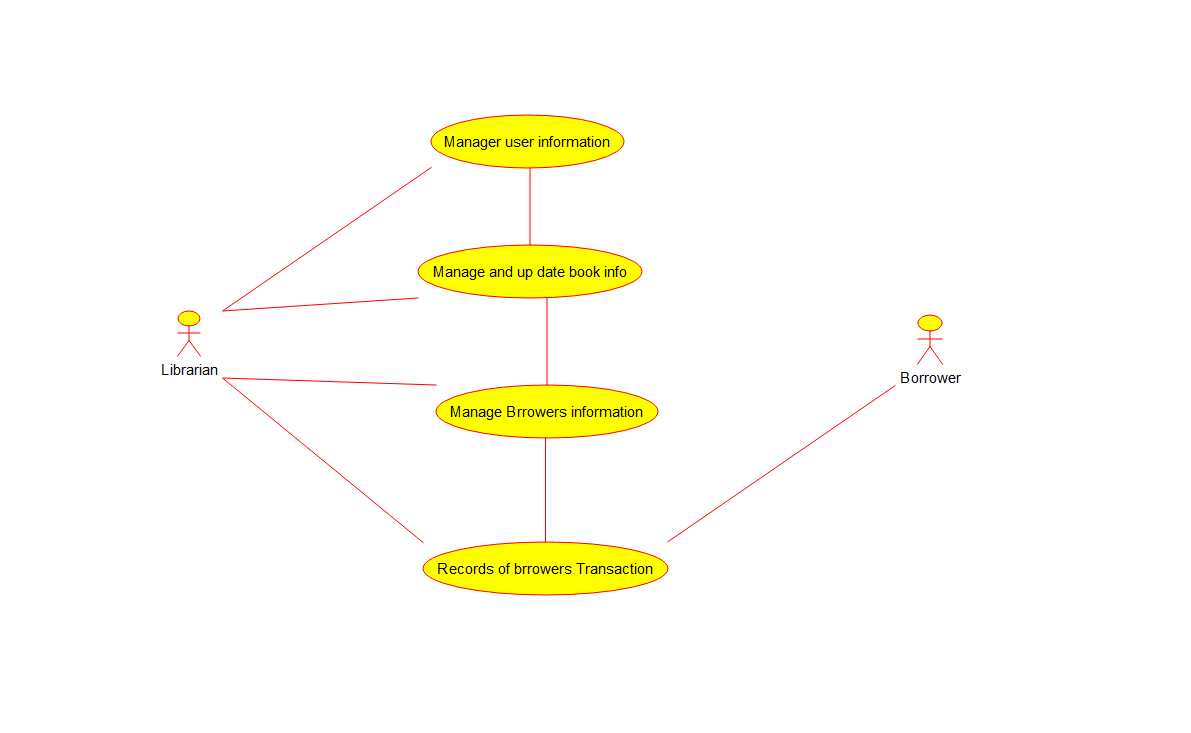 Manager user information
Manage and up date book info
Librarian
Borrower
Manage Brrowers information
Records of brrowers Transaction